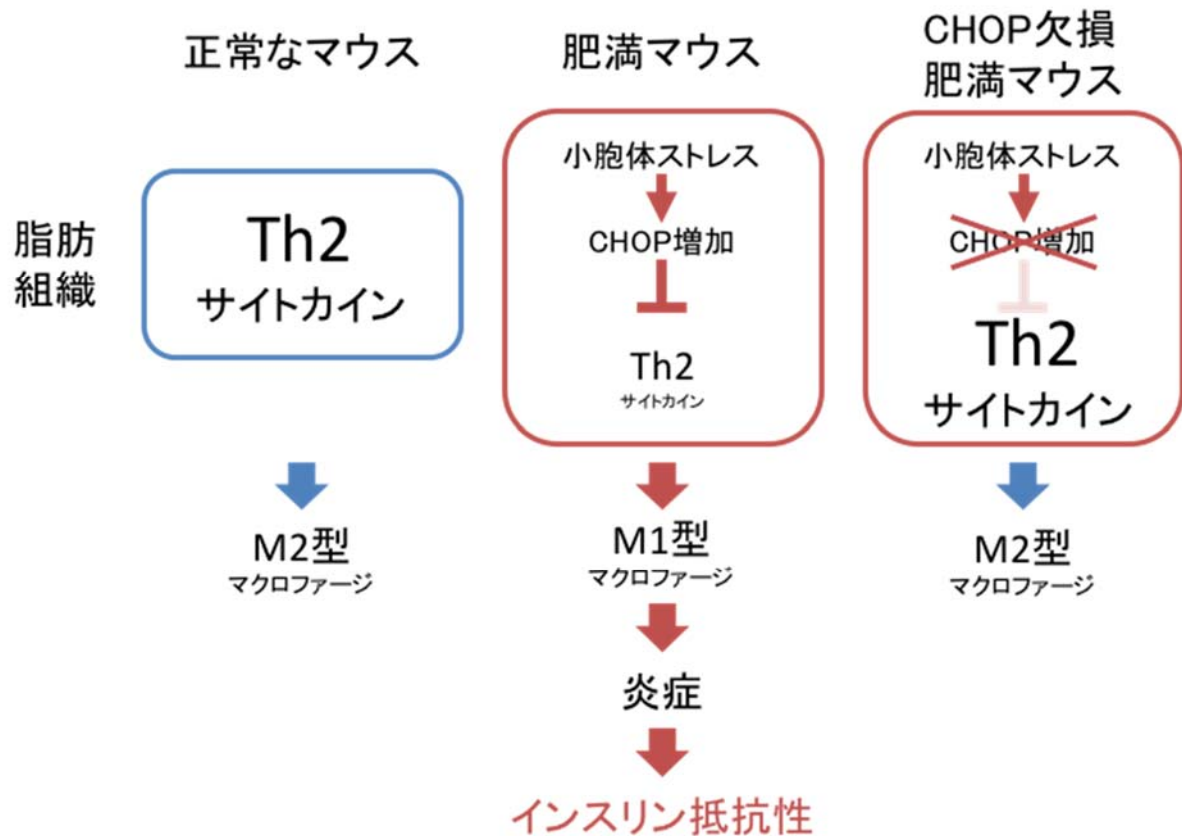 正常なマウス
肥満マウス
CHOP欠損
肥満マウス
脂肪
組織
Th2
サイトカイン
小胞体ストレス
CHOP増加
Th2
サイトカイン
小胞体ストレス
CHOP増加
Th2
サイトカイン
M2型
マクロファージ
M1型
マクロファージ
炎症
インスリン抵抗性
M2型
マクロファージ